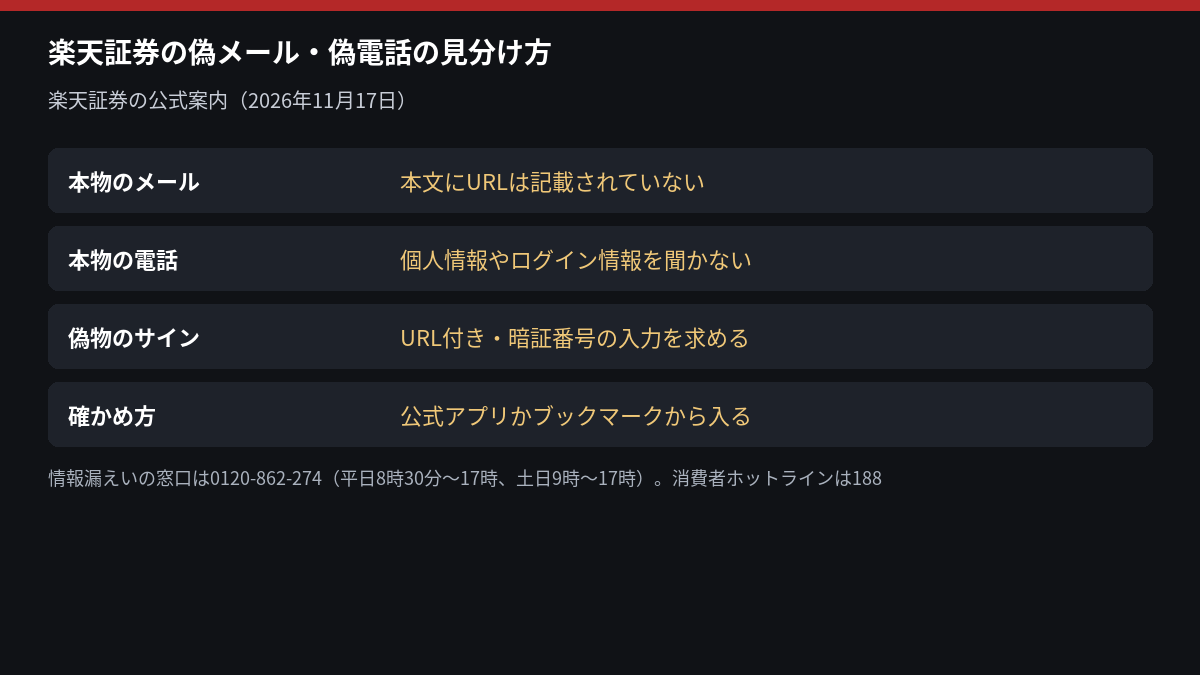 楽天証券の偽メール・偽電話の見分け方
楽天証券の公式案内（2026年11月17日）
本物のメール 本文にURLは記載されていない
本物の電話 個人情報やログイン情報を聞かない
偽物のサイン URL付き・暗証番号の入力を求める
確かめ方 公式アプリかブックマークから入る
情報漏えいの窓口は0120-862-274（平日8時30分〜17時、土日9時〜17時）。消費者ホットラインは188